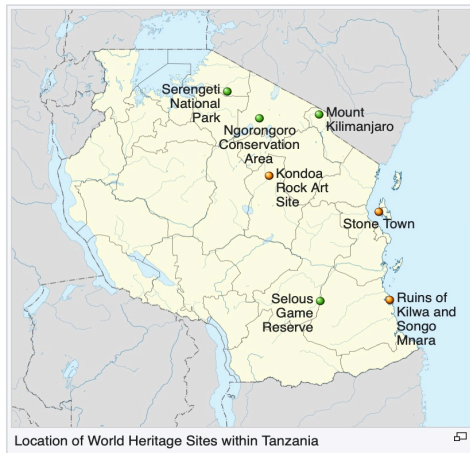 Serengeti
National
Park
Ngorongoro
Conservation
Area
Mount
Kilimanjaro
Kondoa
Rock Art
Site
Stone Town
Selous
Game
Reserve
Ruins of
Kilwa and
Songo
Mnara
Location of World Heritage Sites within Tanzania